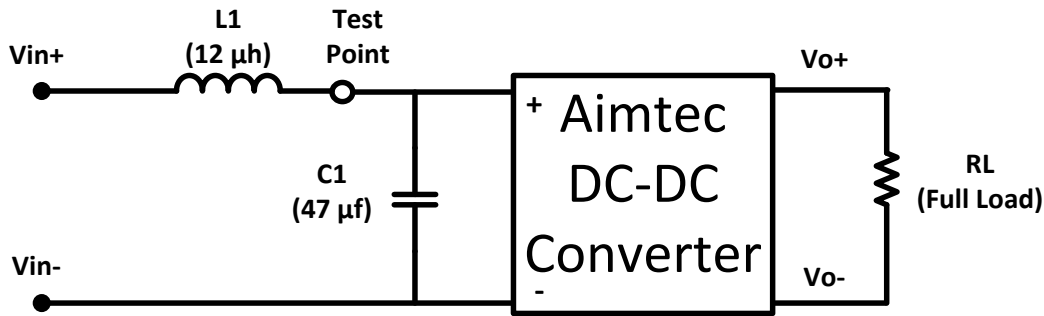 L1
(12 µh)
Test
Point
Vin+
Vo+
+
Aimtec
DC-DC
Converter
-
C1
(47 µf)
RL
(Full Load)
Vin-
Vo-